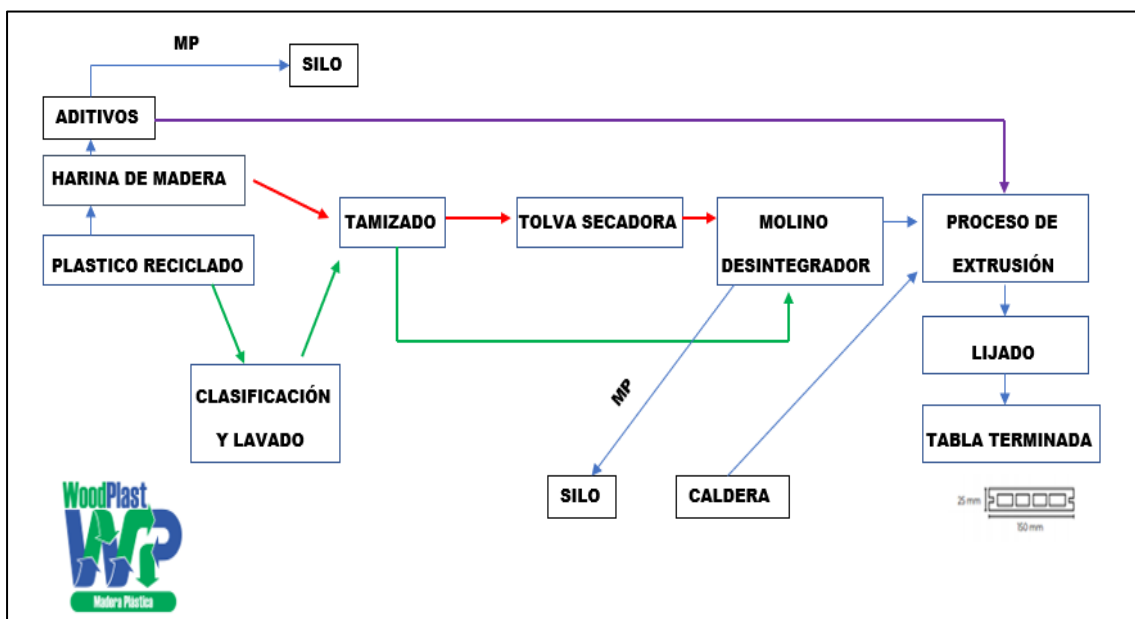 MP
SILO
ADITIVOS
HARINA DE MADERA
PLASTICO RECICLADO
TAMIZADO
TOLVA SECADORA
MOLINO
DESINTEGRADOR
PROCESO DE
EXTRUSIÓN
CLASIFICACIÓN
Y LAVADO
LIJADO
MP
TABLA TERMINADA
SILO
CALDERA
25 mm
150 mm
WoodPlast
WP
Madera Plástica